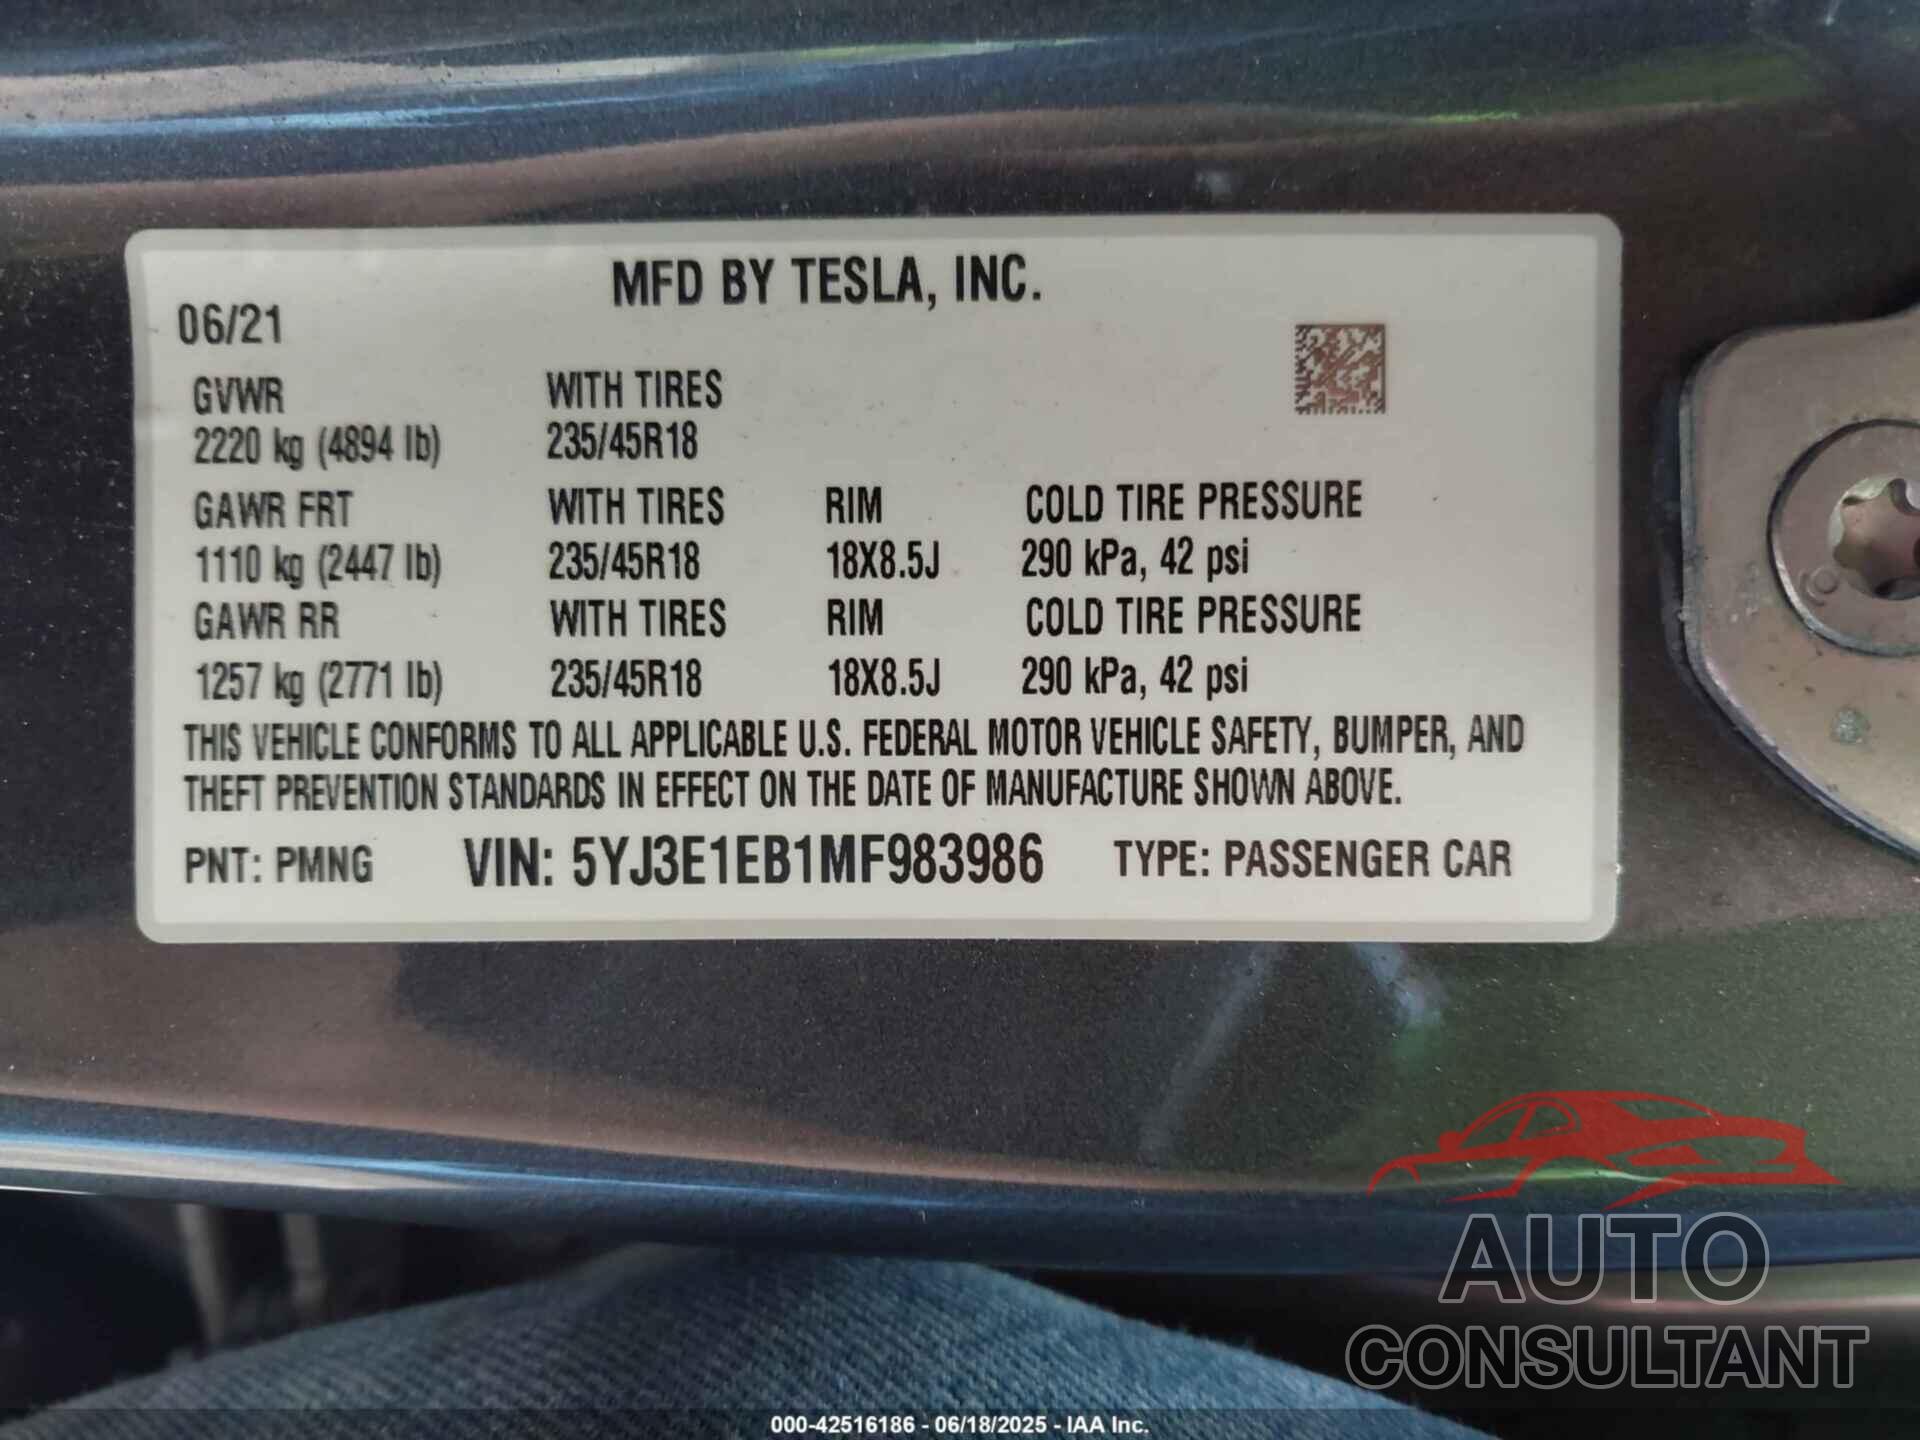 MFD BY TESLA, INC.
06/21
GVWR WITH TIRES
2220 kg (4894 lb) 235/45R18
GAWR FRT WITH TIRES RIM COLD TIRE PRESSURE
1110 kg (2447 lb) 235/45R18 18X8.5J 290 kPa, 42 psi
GAWR RR WITH TIRES RIM COLD TIRE PRESSURE
1257 kg (2771 lb) 235/45R18 18X8.5J 290 kPa, 42 psi
THIS VEHICLE CONFORMS TO ALL APPLICABLE U.S. FEDERAL MOTOR VEHICLE SAFETY, BUMPER, AND
THEFT PREVENTION STANDARDS IN EFFECT ON THE DATE OF MANUFACTURE SHOWN ABOVE.
PNT: PMNG VIN: 5YJ3E1EB1MF983986 TYPE: PASSENGER CAR
AUTO
CONSULTANT
000-42516186 - 06/18/2025 - IAA Inc.